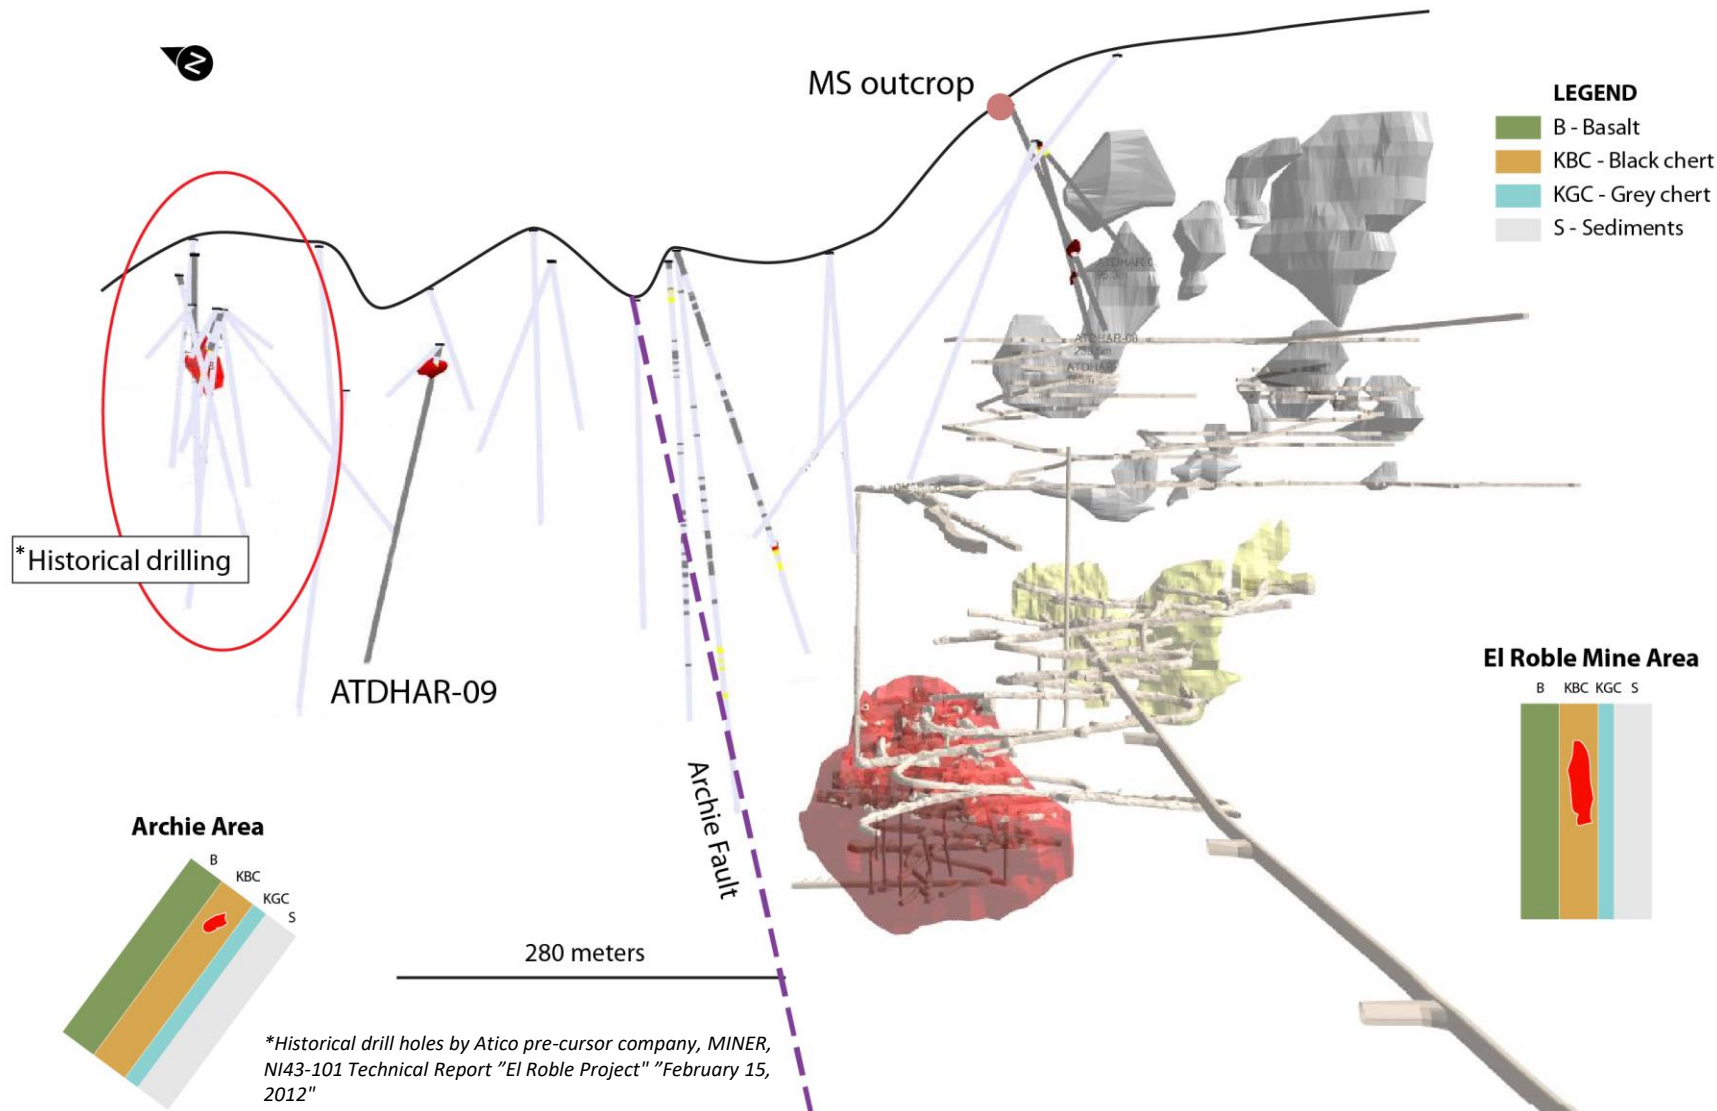 N
MS outcrop
LEGEND
B - Basalt
KBC - Black chert
KGC - Grey chert
S - Sediments
ATDHAR-08
*Historical drilling
ATDHAR-09
Archie Fault
El Roble Mine Area
B KBC KGC S
Archie Area
B
KBC
KGC
S
280 meters
*Historical drill holes by Atico pre-cursor company, MINER,
NI43-101 Technical Report ”El Roble Project" ”February 15,
2012"